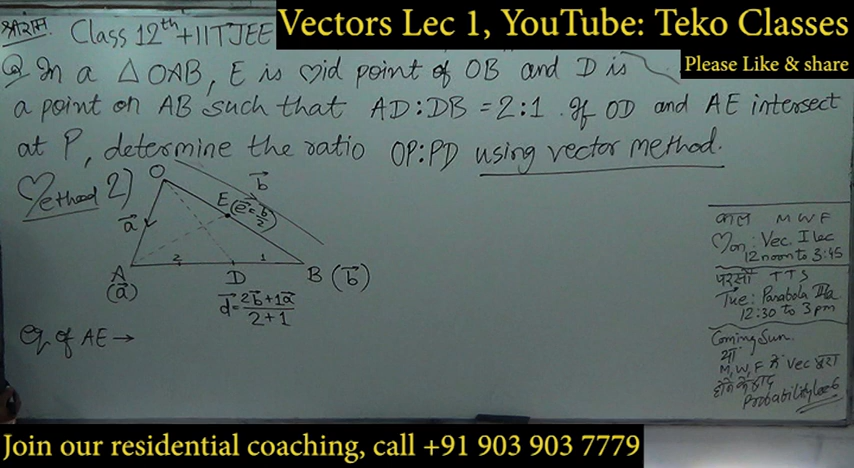 श्रीराम. Class 12th + IITJEE
Vectors Lec 1, YouTube: Teko Classes
Please Like & share
Q In a △ OAB, E is mid point of OB and D is
a point on AB such that AD:DB = 2:1. If OD and AE intersect
at P, determine the ratio OP:PD using vector method.
Method 2)
O
b⃗
a⃗
E (e⃗ = b⃗/2)
2 1
A D B (b⃗)
(a⃗)
d⃗ = 2b⃗+1a⃗
2+1
Eq of AE →
काल M W F
Mon: Vec. I lec
12 noon to 3:45
परसों T T S
Tue: Parabola
12:30 to 3 pm
Coming Sun.
या
M, W, F में Vec
होने के बाद
Probability Lec 6
Join our residential coaching, call +91 903 903 7779